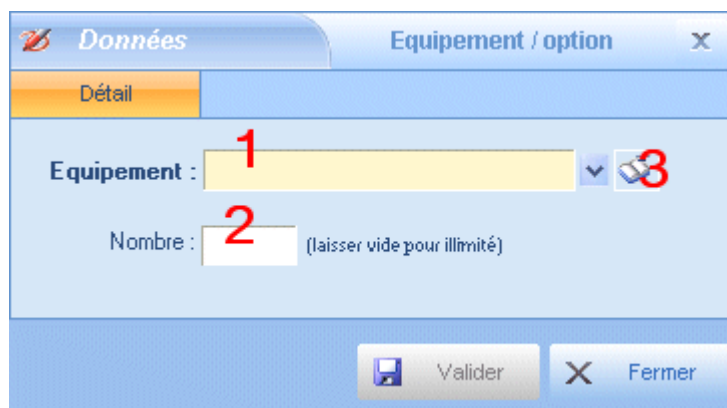 Données Equipement / option
Détail
1
Equipement : 3
2
Nombre : (laisser vide pour illimité)
Valider Fermer